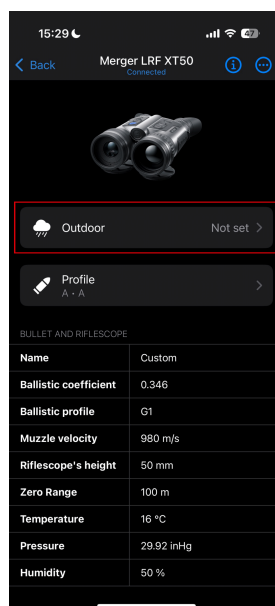 15:29 47
Back Merger LRF XT50
Connected
Outdoor Not set
Profile
A - A
BULLET AND RIFLESCOPE
Name Custom
Ballistic coefficient 0.346
Ballistic profile G1
Muzzle velocity 980 m/s
Riflescope's height 50 mm
Zero Range 100 m
Temperature 16 °C
Pressure 29.92 inHg
Humidity 50 %